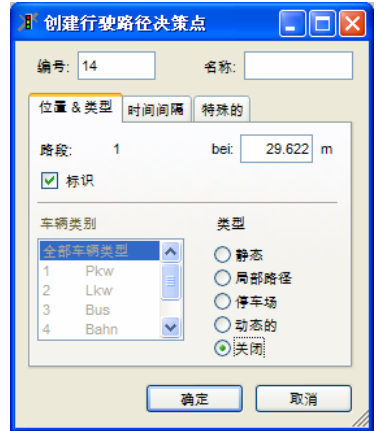 创建行驶路径决策点
编号: 14 名称:
位置 & 类型 时间间隔 特殊的
路段: 1 bei: 29.622 m
标识
车辆类别 类型
全部车辆类型 静态
1 Pkw 局部路径
2 Lkw 停车场
3 Bus 动态的
4 Bahn 关闭
确定 取消